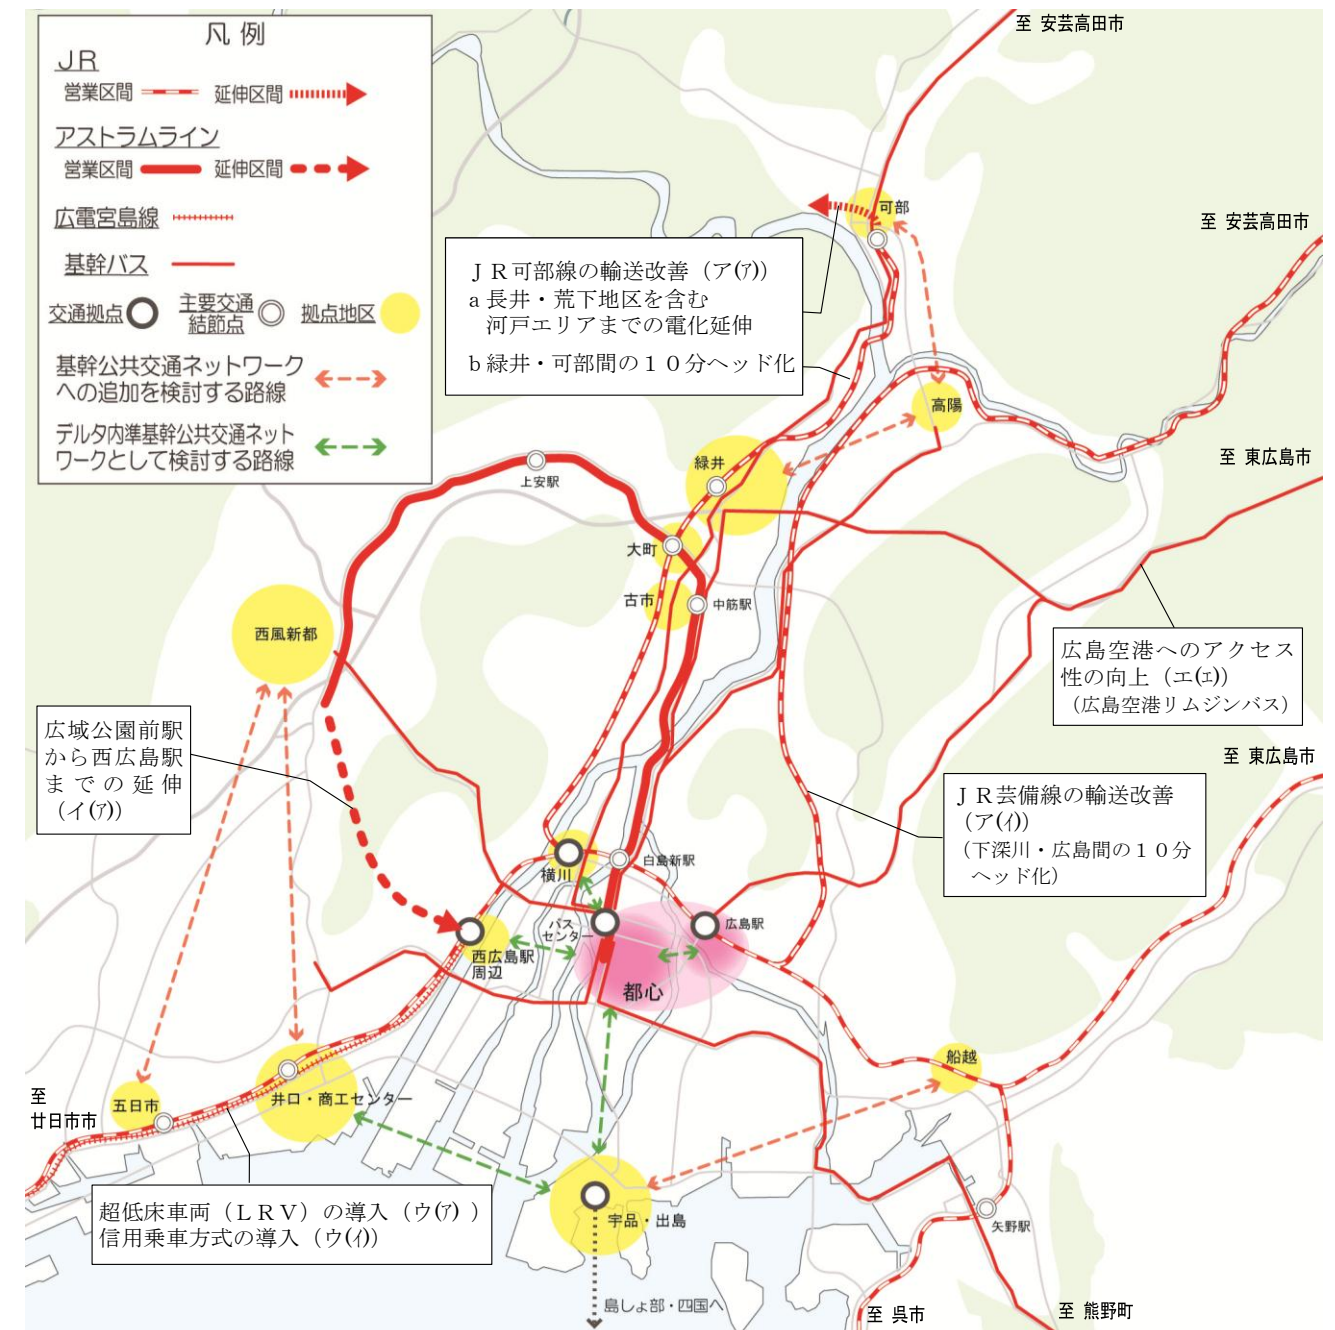 凡 例
ＪＲ
営業区間
延伸区間
アストラムライン
営業区間
延伸区間
広電宮島線
基幹バス
交通拠点
主要交通
結節点
拠点地区
基幹公共交通ネットワーク
への追加を検討する路線
デルタ内準基幹公共交通ネット
ワークとして検討する路線
至 安芸高田市
至 安芸高田市
至 東広島市
至 東広島市
可部
ＪＲ可部線の輸送改善（ア(ｱ)）
a 長井・荒下地区を含む
河戸エリアまでの電化延伸
b 緑井・可部間の１０分ヘッド化
高陽
緑井
上安駅
大町
古市
中筋駅
西風新都
広島空港へのアクセス
性の向上（エ(ｴ)）
（広島空港リムジンバス）
広域公園前駅
から西広島駅
までの延伸
（イ(ｱ)）
ＪＲ芸備線の輸送改善
（ア(ｲ)）
（下深川・広島間の１０分
ヘッド化）
横川
白島新駅
バス
センター
広島駅
西広島駅
周辺
都心
船越
至
廿日市市
五日市
井口・商工センター
超低床車両（ＬＲＶ）の導入（ウ(ｱ) ）
信用乗車方式の導入（ウ(ｲ)）
宇品・出島
矢野駅
島しょ部・四国へ
至 呉市
至 熊野町